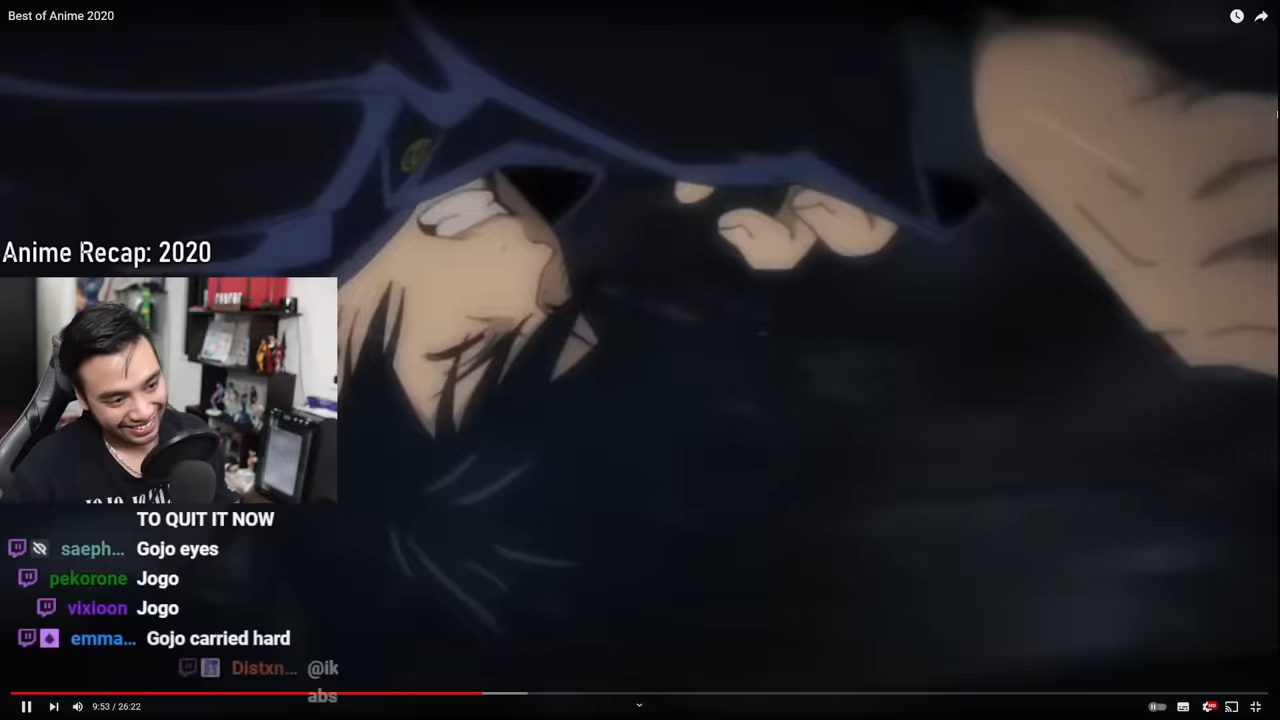 Best of Anime 2020
Anime Recap: 2020
TO QUIT IT NOW
saeph... Gojo eyes
pekorone Jogo
vixioon Jogo
emma... Gojo carried hard
Distxn... @ik
abs
9:53 / 26:22
HD